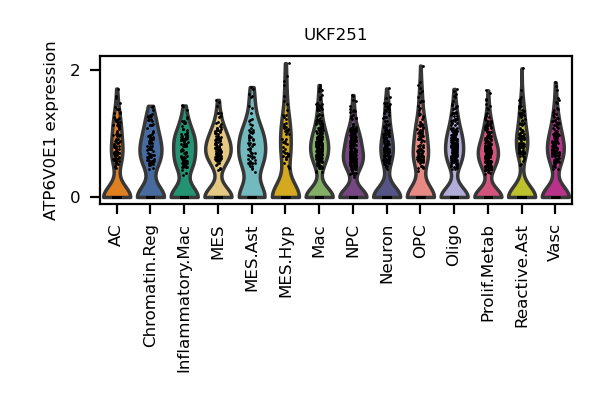 UKF251
ATP6V0E1 expression
2
0
AC
Chromatin.Reg
Inflammatory.Mac
MES
MES.Ast
MES.Hyp
Mac
NPC
Neuron
OPC
Oligo
Prolif.Metab
Reactive.Ast
Vasc